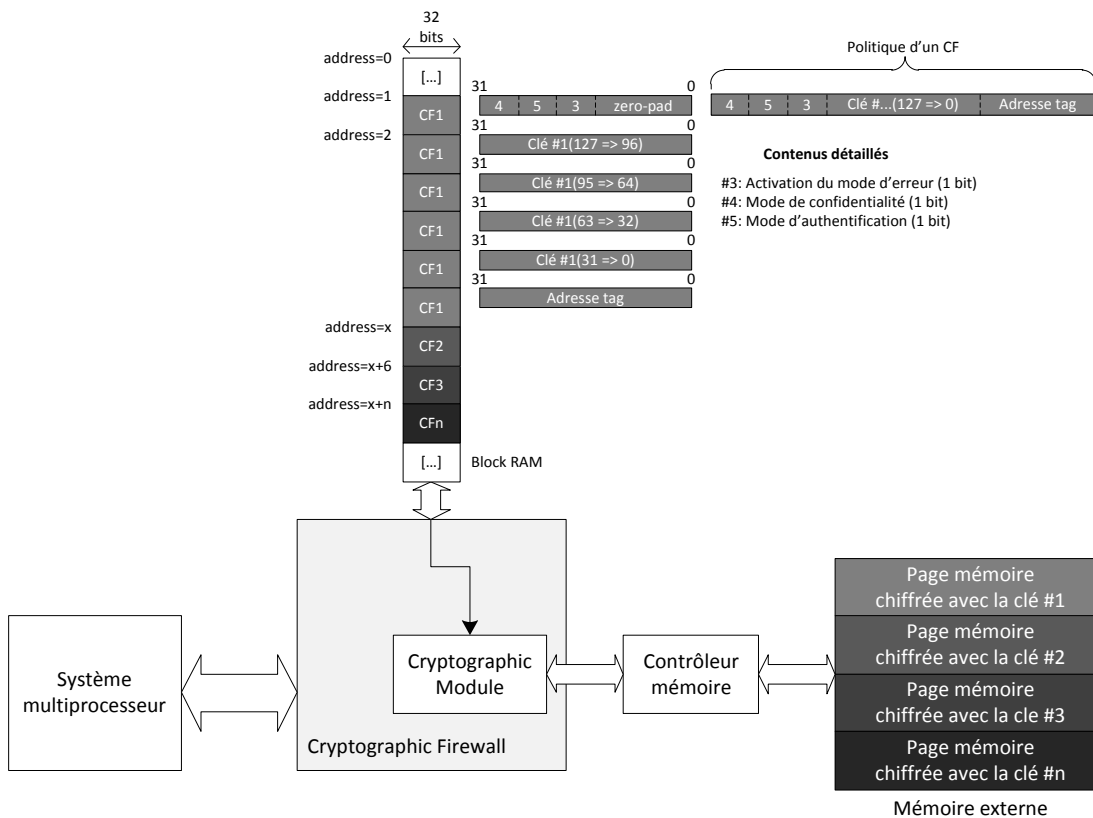 32
bits
address=0
[...]
address=1
CF1
address=2
CF1
CF1
CF1
CF1
CF1
address=x
CF2
address=x+6
CF3
address=x+n
CFn
[...]
Block RAM
31 0
4 5 3 zero-pad
31 0
Clé #1(127 => 96)
31 0
Clé #1(95 => 64)
31 0
Clé #1(63 => 32)
31 0
Clé #1(31 => 0)
31 0
Adresse tag
Politique d'un CF
4 5 3 Clé #...(127 => 0) Adresse tag
Contenus détaillés
#3: Activation du mode d'erreur (1 bit)
#4: Mode de confidentialité (1 bit)
#5: Mode d'authentification (1 bit)
Système
multiprocesseur
Cryptographic
Module
Cryptographic Firewall
Contrôleur
mémoire
Page mémoire
chiffrée avec la clé #1
Page mémoire
chiffrée avec la clé #2
Page mémoire
chiffrée avec la cle #3
Page mémoire
chiffrée avec la clé #n
Mémoire externe